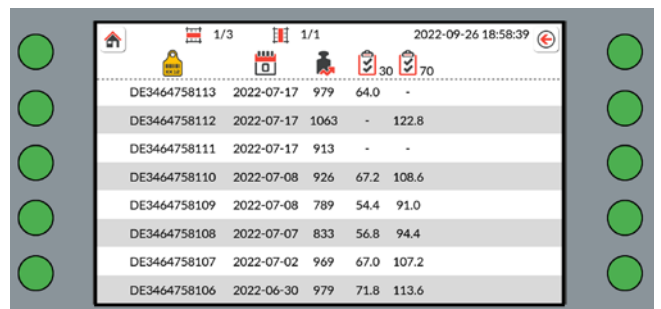 1/3 1/1 2022-09-26 18:58:39
30 70
DE3464758113 2022-07-17 979 64.0 -
DE3464758112 2022-07-17 1063 - 122.8
DE3464758111 2022-07-17 913 - -
DE3464758110 2022-07-08 926 67.2 108.6
DE3464758109 2022-07-08 789 54.4 91.0
DE3464758108 2022-07-07 833 56.8 94.4
DE3464758107 2022-07-02 969 67.0 107.2
DE3464758106 2022-06-30 979 71.8 113.6